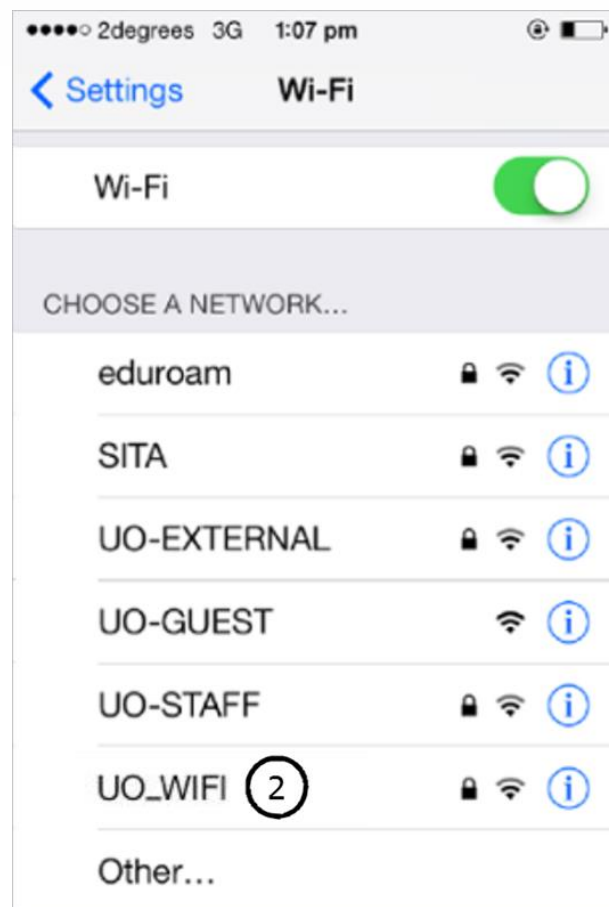 2degrees 3G 1:07 pm
Settings Wi-Fi
Wi-Fi
CHOOSE A NETWORK...
eduroam
SITA
UO-EXTERNAL
UO-GUEST
UO-STAFF
UO_WIFI 2
Other...